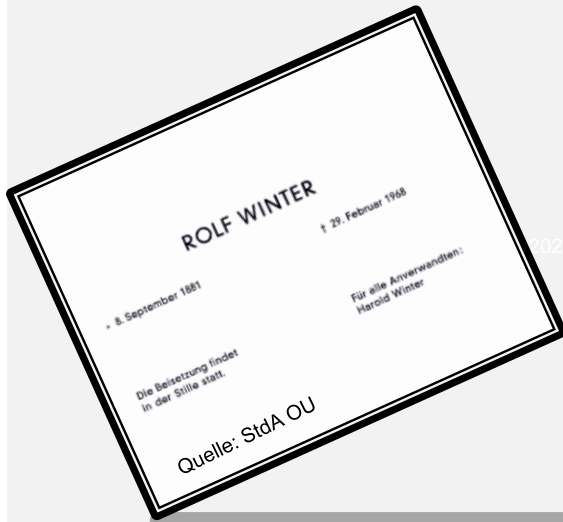 ROLF WINTER
* 8. September 1881
† 29. Februar 1968
Die Beisetzung findet
in der Stille statt.
Für alle Anverwandten:
Harold Winter
Quelle: StdA OU
202